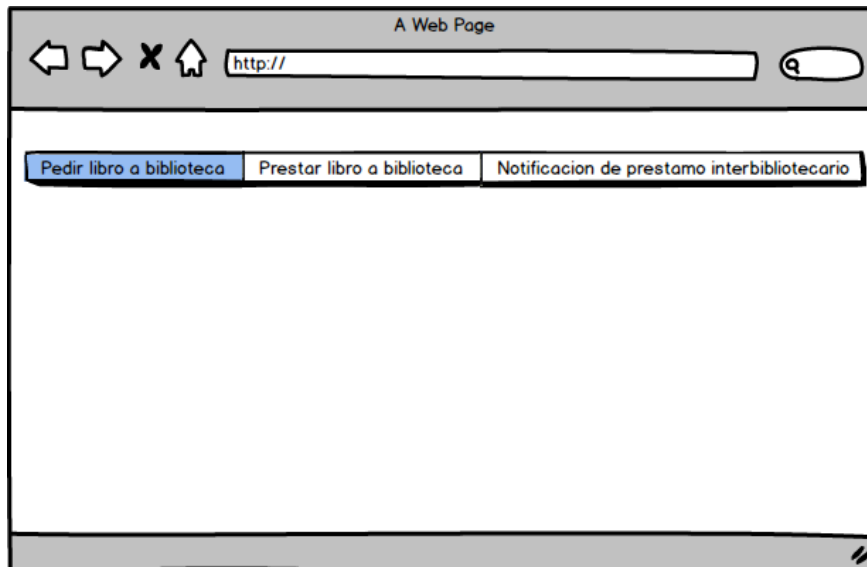 A Web Page
http://
Pedir libro a biblioteca Prestar libro a biblioteca Notificacion de prestamo interbibliotecario